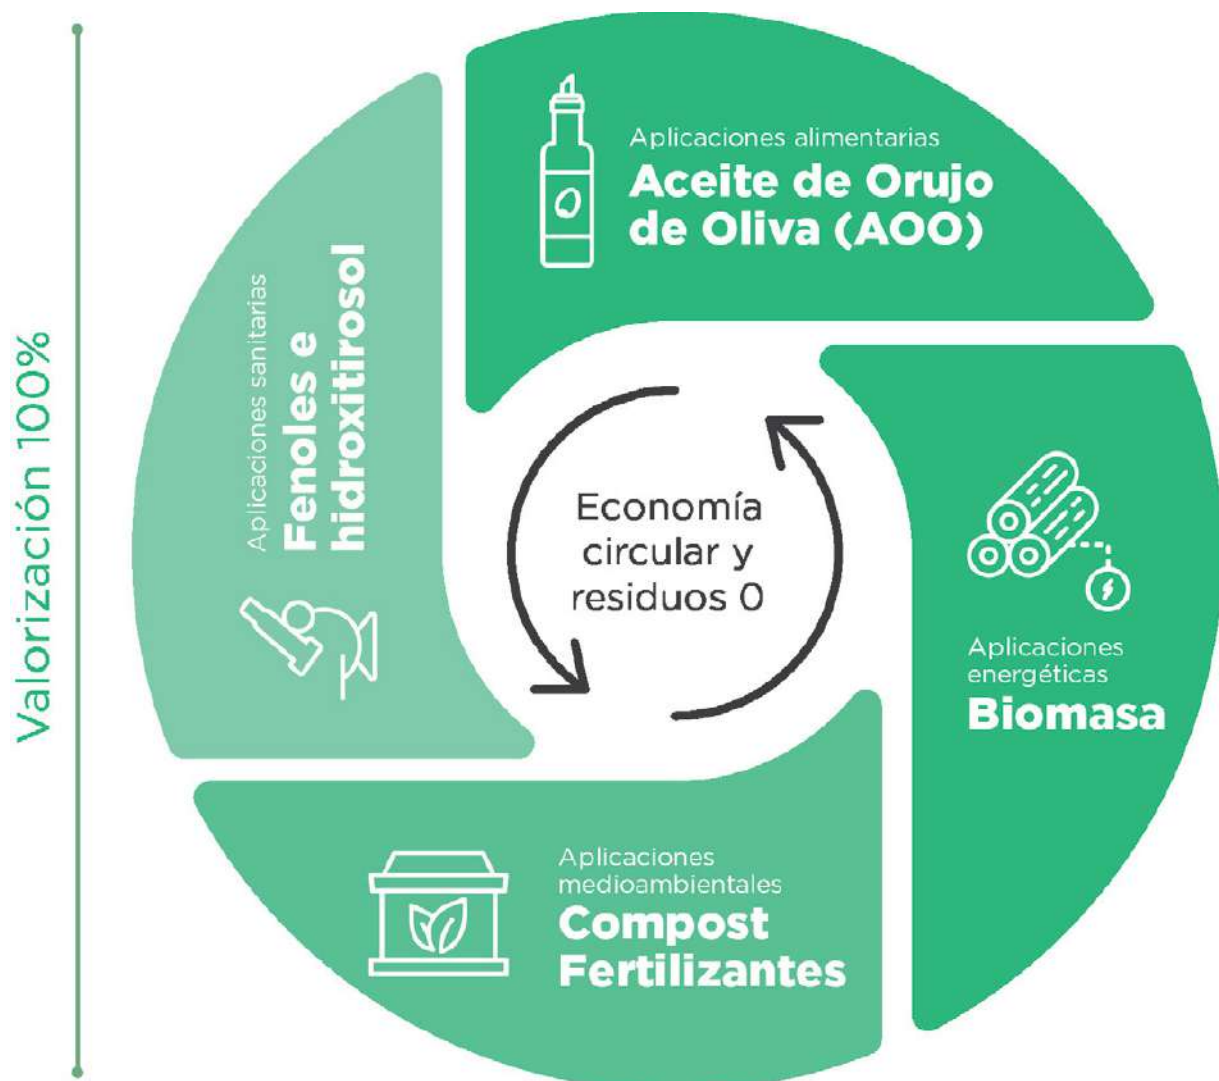 Valorización 100%
Aplicaciones alimentarias
Aceite de Orujo
de Oliva (AOO)
Aplicaciones sanitarias
Fenoles e
hidroxitirosol
Economía
circular y
residuos 0
Aplicaciones
energéticas
Biomasa
Aplicaciones
medioambientales
Compost
Fertilizantes